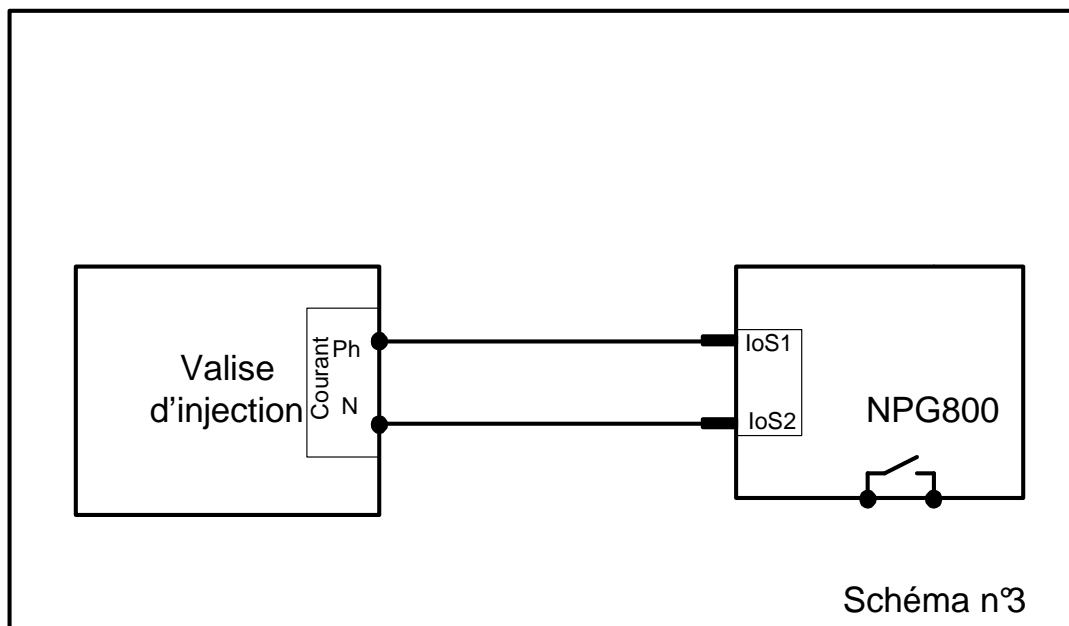 Valise
d'injection
Courant
Ph
N
IoS1
IoS2
NPG800
Schéma n°3